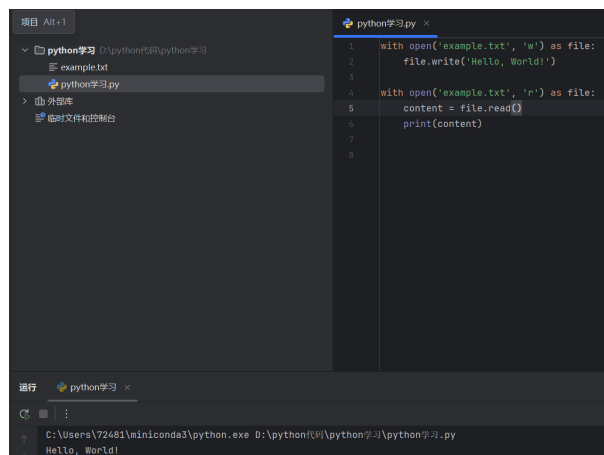 项目 Alt+1
python学习 D:\python代码\python学习
example.txt
python学习.py
外部库
临时文件和控制台
python学习.py ×
1 with open('example.txt', 'w') as file:
2 file.write('Hello, World!')
3
4 with open('example.txt', 'r') as file:
5 content = file.read()
6 print(content)
7
8
运行 python学习 ×
C:\Users\72481\miniconda3\python.exe D:\python代码\python学习\python学习.py
Hello, World!